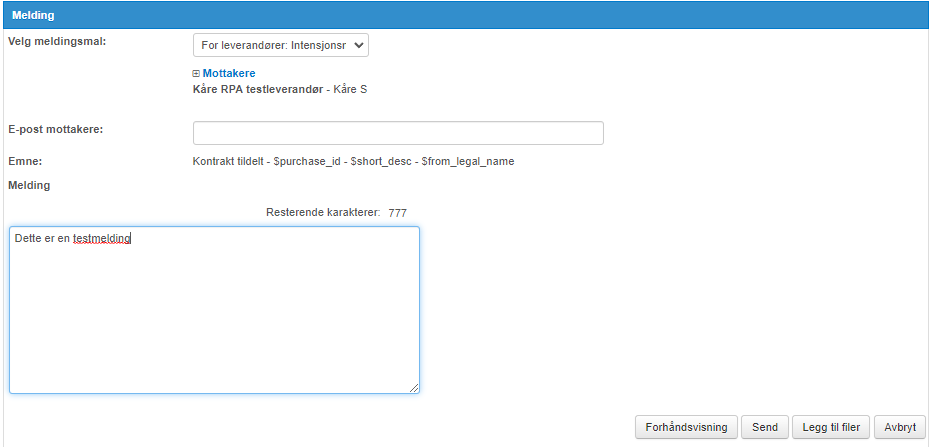 Melding
Velg meldingsmal: For leverandører: Intensjonsr
Mottakere
Kåre RPA testleverandør - Kåre S
E-post mottakere:
Emne: Kontrakt tildelt - $purchase_id - $short_desc - $from_legal_name
Melding
Resterende karakterer: 777
Dette er en testmelding
Forhåndsvisning Send Legg til filer Avbryt